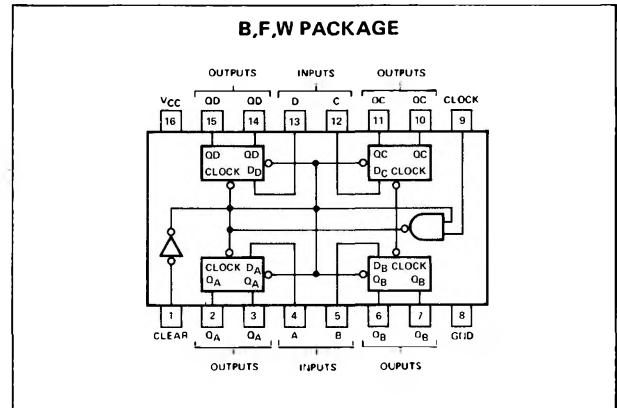 B,F,W PACKAGE
OUTPUTS INPUTS OUTPUTS
VCC QD QD D C QC QC CLOCK
16 15 14 13 12 11 10 9
QD QD QC QC
CLOCK DD DC CLOCK
CLOCK DA DB CLOCK
QA QA QB QB
1 2 3 4 5 6 7 8
CLEAR QA QA A B QB QB GND
OUTPUTS INPUTS OUPUTS